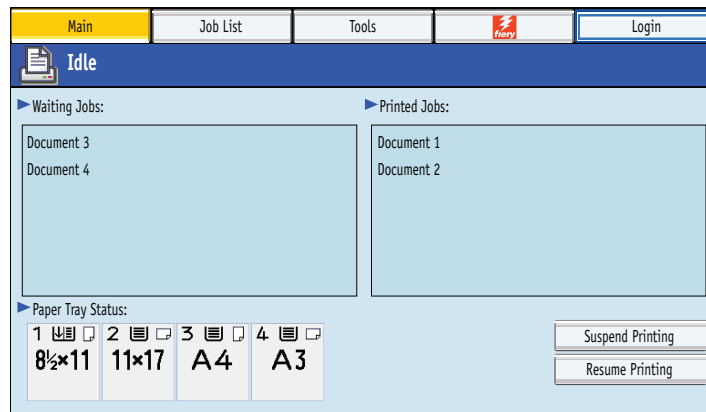 Main Job List Tools fiery Login
Idle
Waiting Jobs:
Document 3
Document 4
Printed Jobs:
Document 1
Document 2
Paper Tray Status:
1 2 3 4
8½×11 11×17 A4 A3
Suspend Printing
Resume Printing